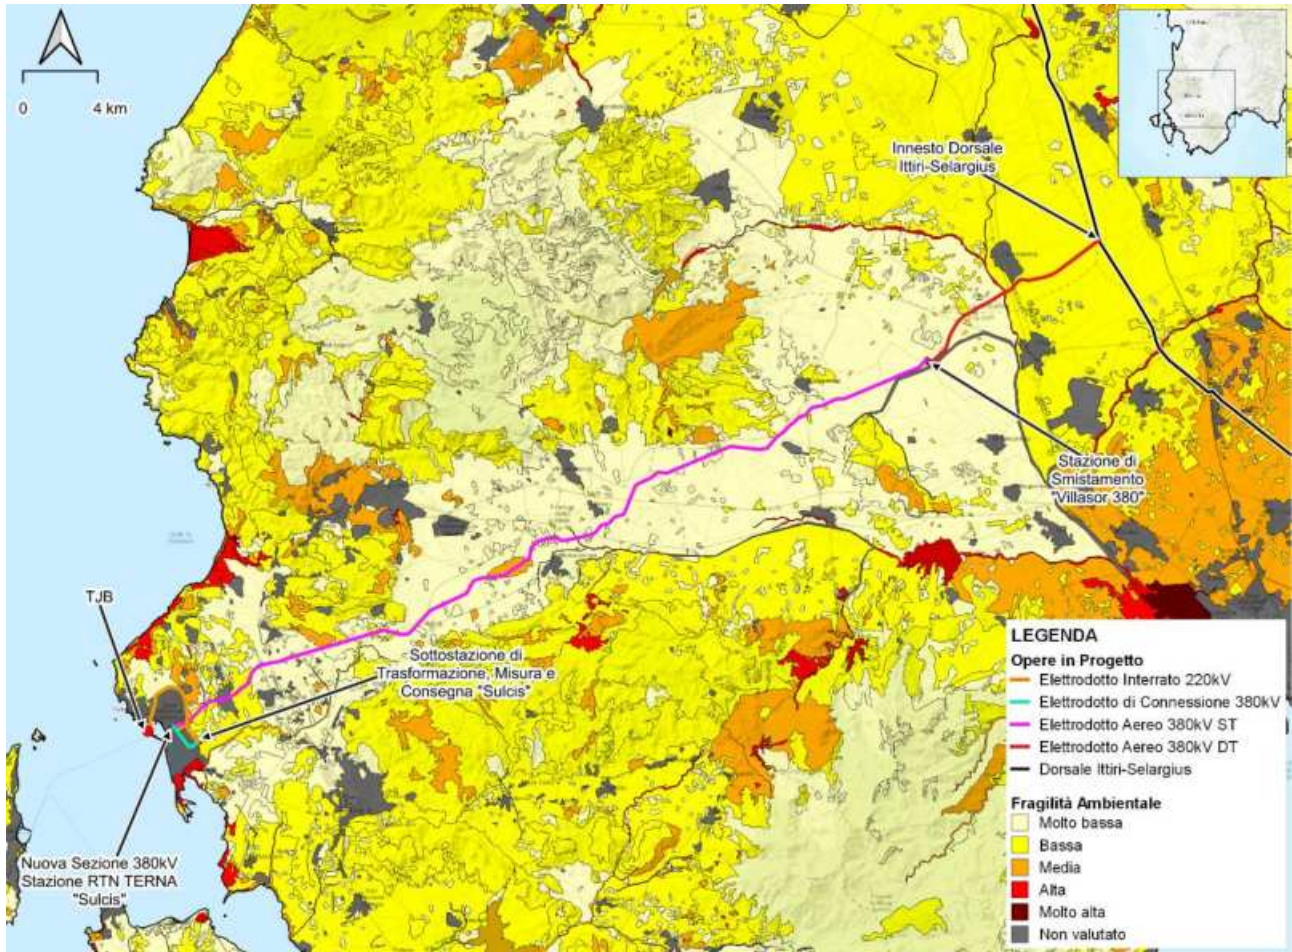 0 4 km
Innesto Dorsale
Ittiri-Selargius
Stazione di
Smistamento
"Villasor 380"
TJB
Sottostazione di
Trasformazione, Misura e
Consegna "Sulcis"
Nuova Sezione 380kV
Stazione RTN TERNA
"Sulcis"
LEGENDA
Opere in Progetto
Elettrodotto Interrato 220kV
Elettrodotto di Connessione 380kV
Elettrodotto Aereo 380kV ST
Elettrodotto Aereo 380kV DT
Dorsale Ittiri-Selargius
Fragilità Ambientale
Molto bassa
Bassa
Media
Alta
Molto alta
Non valutato